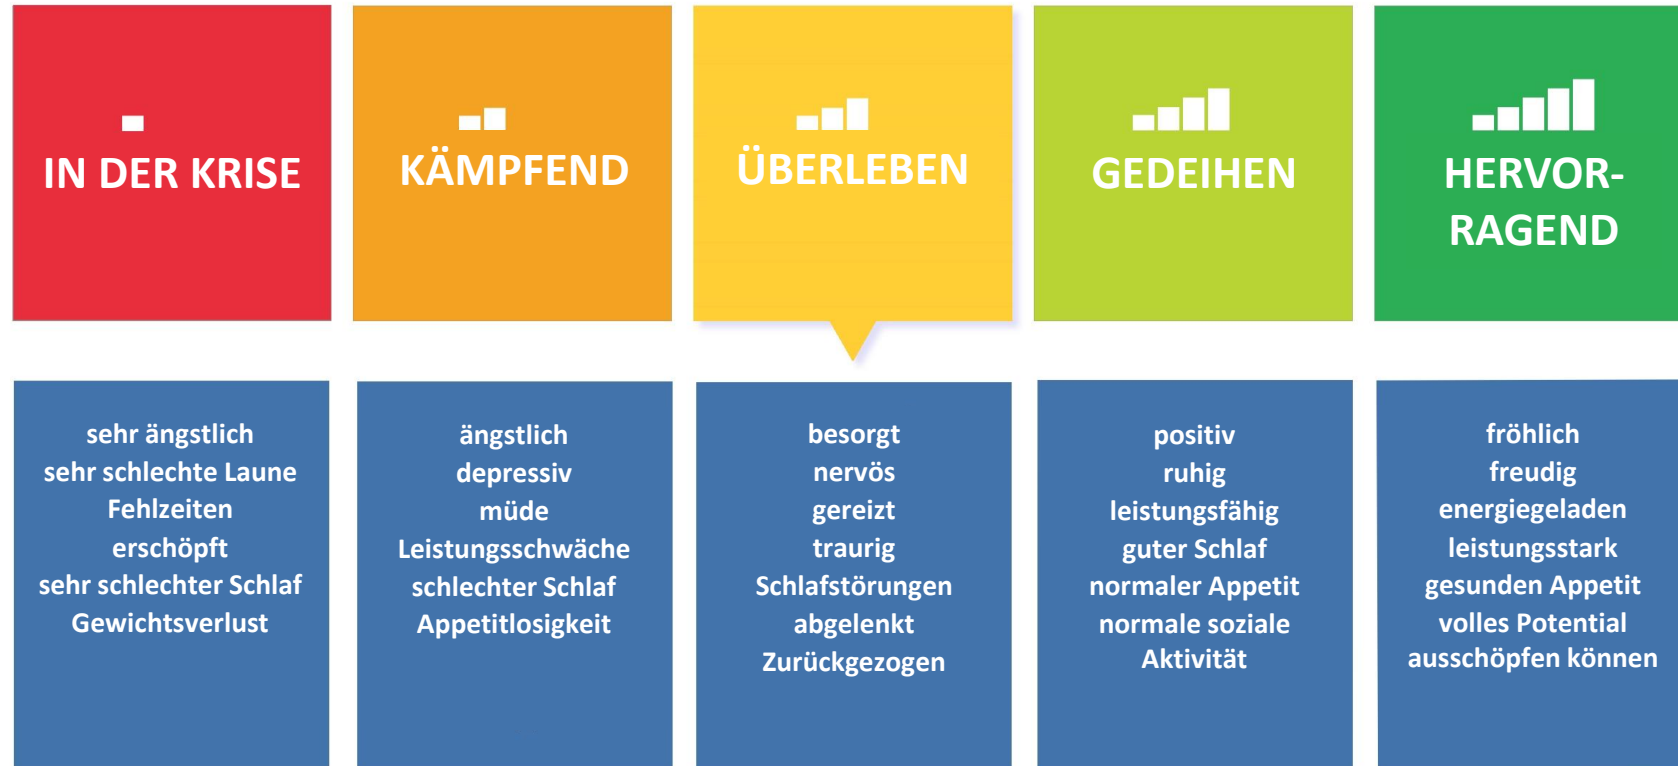 IN DER KRISE
KÄMPFEND
ÜBERLEBEN
GEDEIHEN
HERVOR-
RAGEND
sehr ängstlich
sehr schlechte Laune
Fehlzeiten
erschöpft
sehr schlechter Schlaf
Gewichtsverlust
ängstlich
depressiv
müde
Leistungsschwäche
schlechter Schlaf
Appetitlosigkeit
besorgt
nervös
gereizt
traurig
Schlafstörungen
abgelenkt
Zurückgezogen
positiv
ruhig
leistungsfähig
guter Schlaf
normaler Appetit
normale soziale
Aktivität
fröhlich
freudig
energiegeladen
leistungsstark
gesunden Appetit
volles Potential
ausschöpfen können